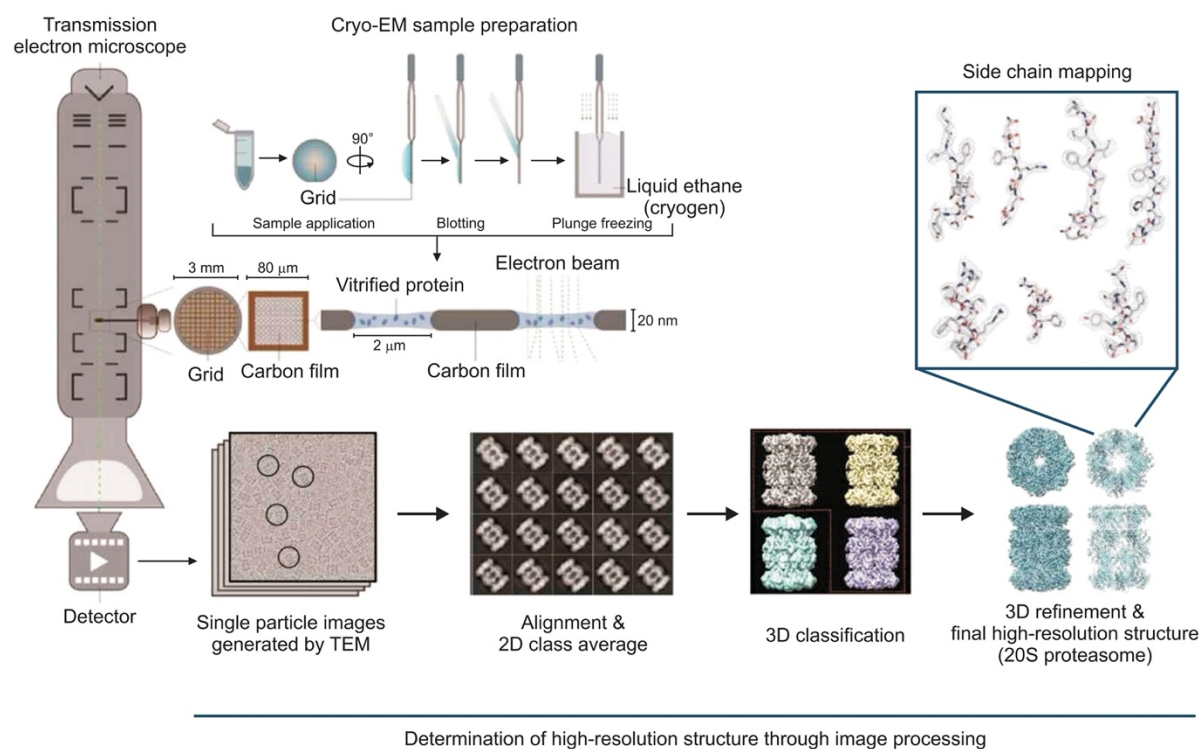 Transmission
electron microscope
Cryo-EM sample preparation
90°
Grid
Liquid ethane
(cryogen)
Sample application
Blotting
Plunge freezing
3 mm
80 μm
Vitrified protein
Electron beam
2 μm
20 nm
Grid
Carbon film
Carbon film
Side chain mapping
Detector
Single particle images
generated by TEM
Alignment &
2D class average
3D classification
3D refinement &
final high-resolution structure
(20S proteasome)
Determination of high-resolution structure through image processing